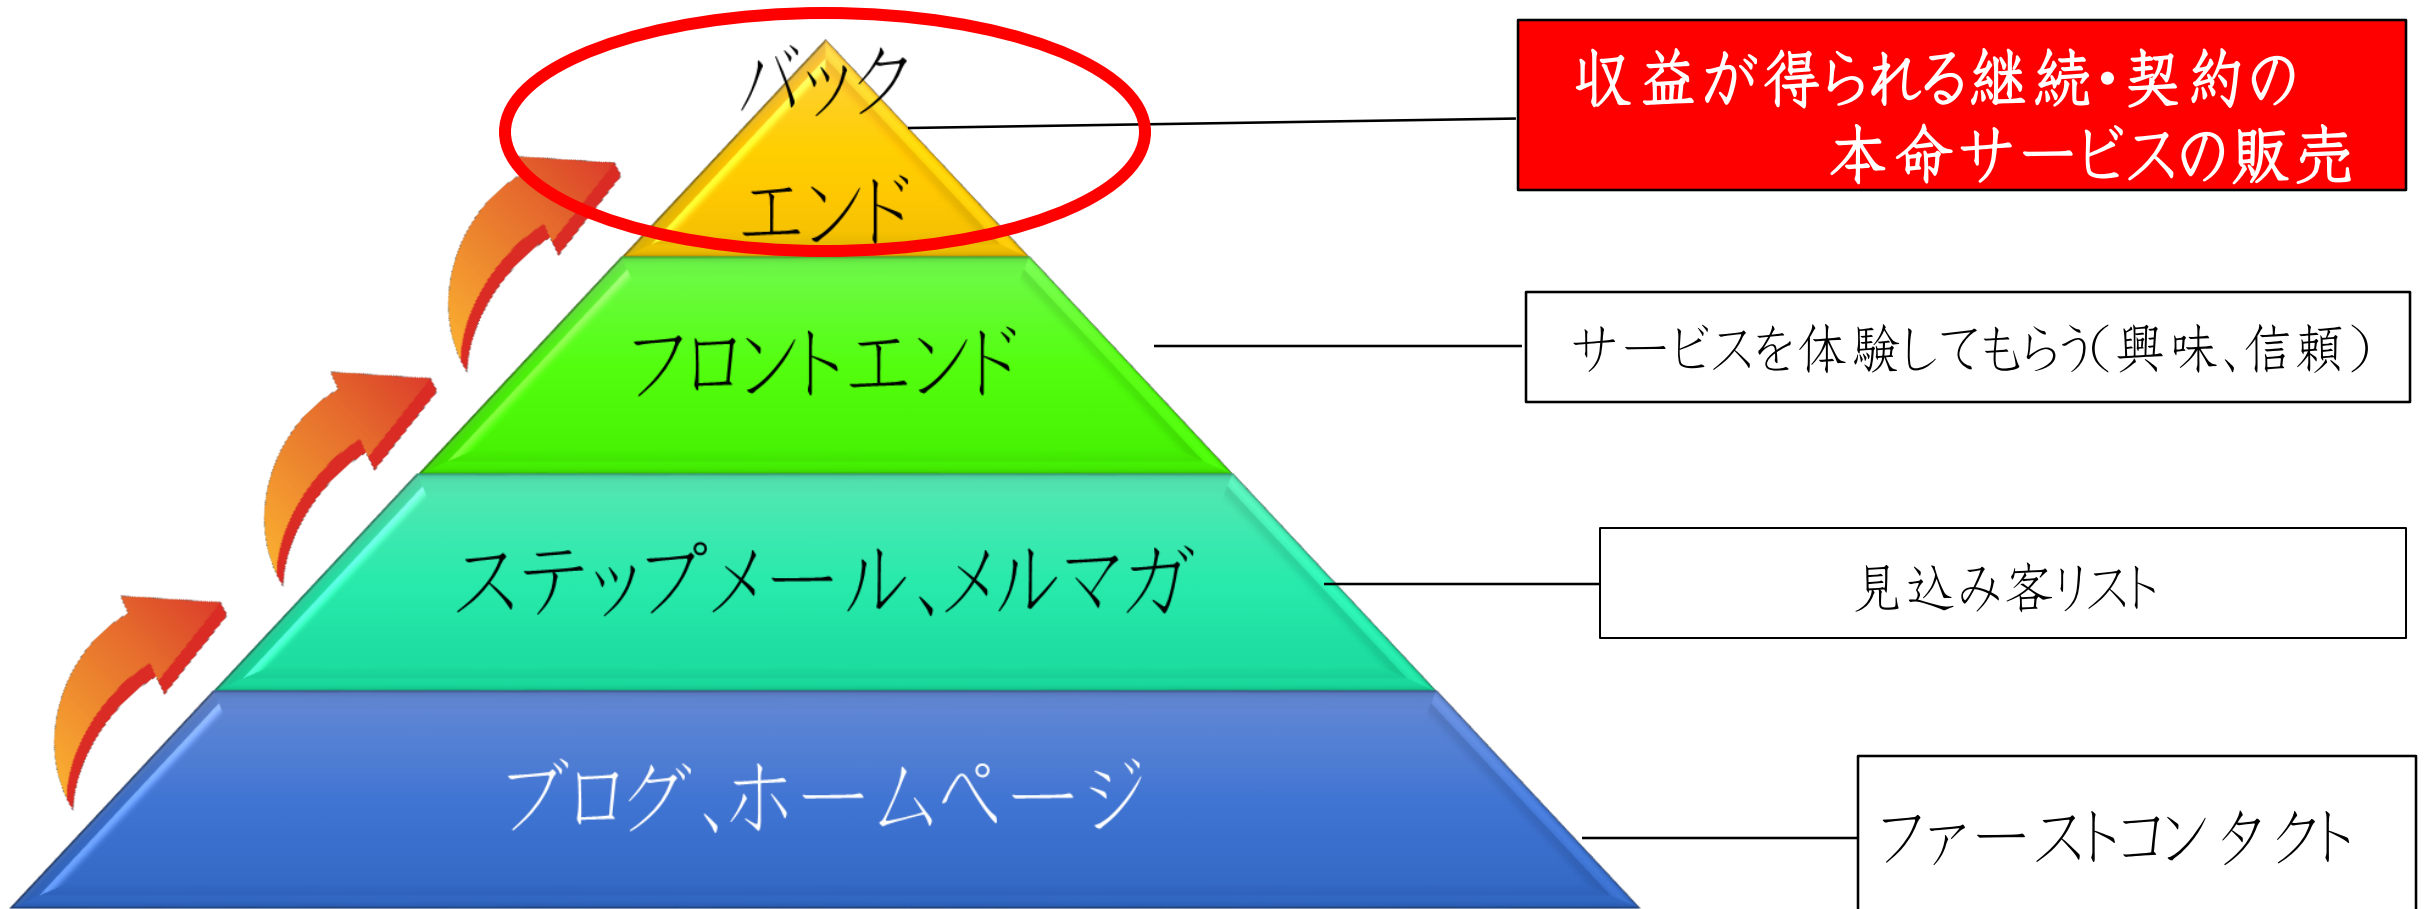 バック
エンド
収益が得られる継続・契約の
本命サービスの販売
フロントエンド
サービスを体験してもらう(興味、信頼)
ステップメール、メルマガ
見込み客リスト
ブログ、ホームページ
ファーストコンタクト